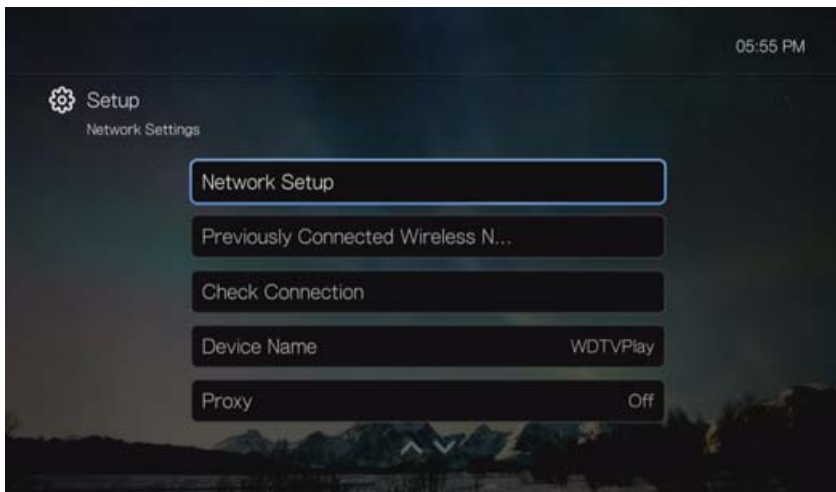 05:55 PM
Setup
Network Settings
Network Setup
Previously Connected Wireless N...
Check Connection
Device Name WDTVPlay
Proxy Off